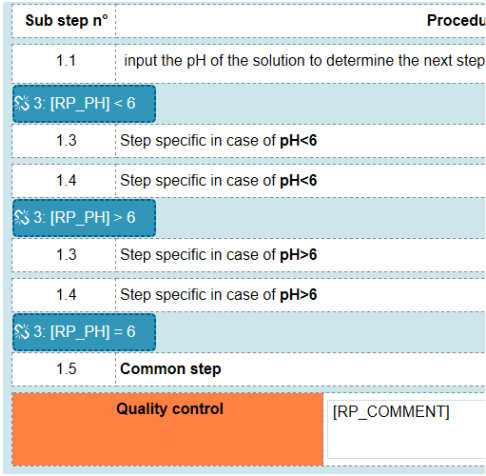 Sub step n° Procedu
1.1 input the pH of the solution to determine the next step
3: [RP_PH] < 6
1.3 Step specific in case of pH<6
1.4 Step specific in case of pH<6
3: [RP_PH] > 6
1.3 Step specific in case of pH>6
1.4 Step specific in case of pH>6
3: [RP_PH] = 6
1.5 Common step
Quality control [RP_COMMENT]